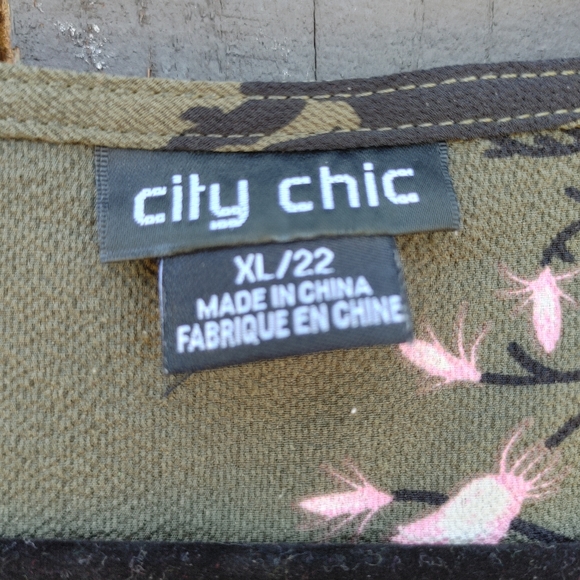 city chic
XL/22
MADE IN CHINA
FABRIQUE EN CHINE